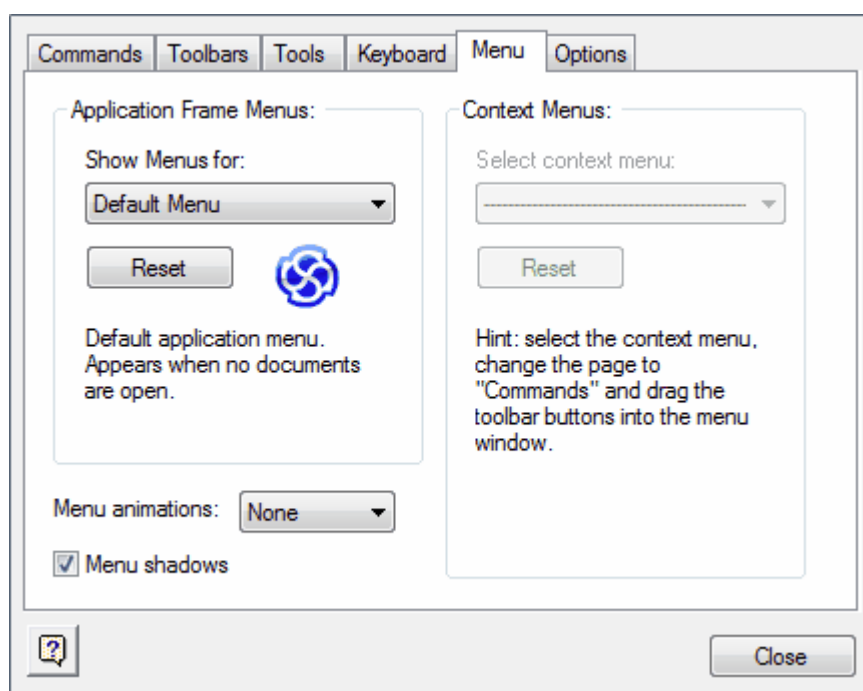 Commands Toolbars Tools Keyboard Menu Options
Application Frame Menus:
Show Menus for:
Default Menu
Reset
Default application menu.
Appears when no documents
are open.
Context Menus:
Select context menu:
Reset
Hint: select the context menu,
change the page to
"Commands" and drag the
toolbar buttons into the menu
window.
Menu animations: None
Menu shadows
Close